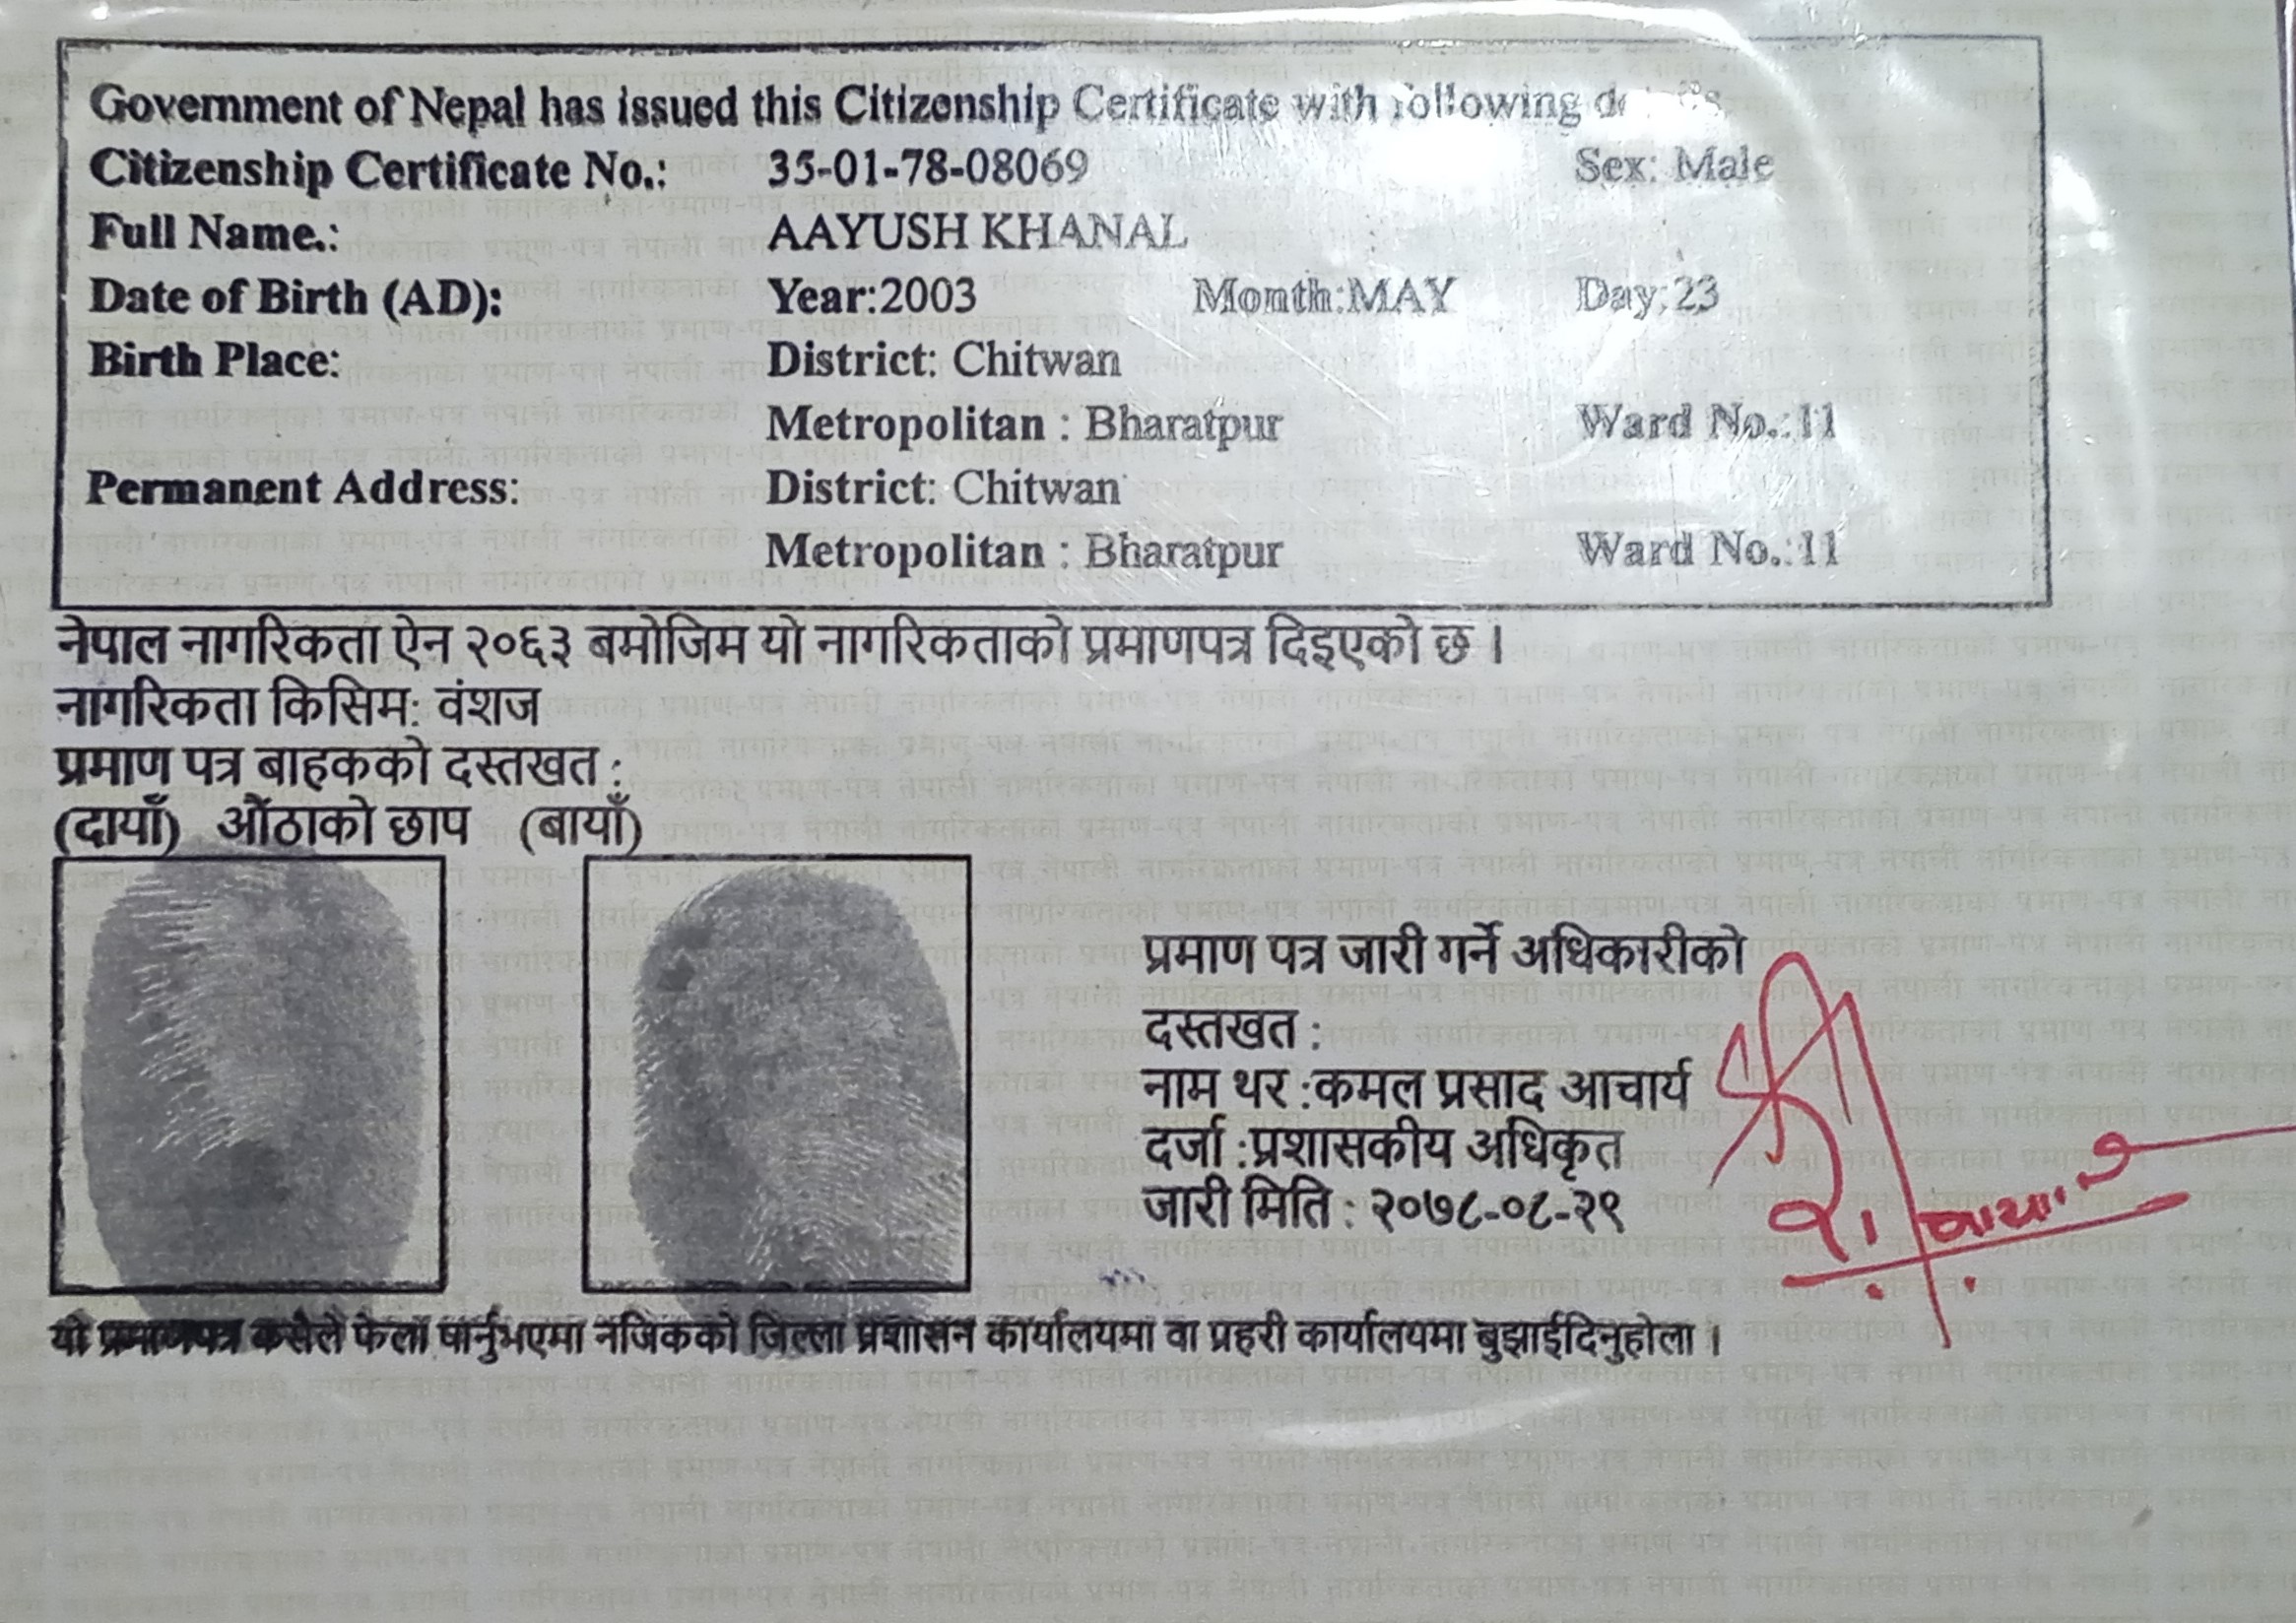 Government of Nepal has issued this Citizenship Certificate with following
Citizenship Certificate No.: 35-01-78-08069 Sex: Male
Full Name.: AAYUSH KHANAL
Date of Birth (AD): Year:2003 Month:MAY Day:23
Birth Place: District: Chitwan
Metropolitan : Bharatpur Ward No.:11
Permanent Address: District: Chitwan
Metropolitan : Bharatpur Ward No.:11
नेपाल नागरिकता ऐन २०६३ बमोजिम यो नागरिकताको प्रमाणपत्र दिइएको छ ।
नागरिकता किसिम: वंशज
प्रमाण पत्र बाहकको दस्तखत :
(दायाँ) औंठाको छाप (बायाँ)
प्रमाण पत्र जारी गर्ने अधिकारीको
दस्तखत :
नाम थर :कमल प्रसाद आचार्य
दर्जा :प्रशासकीय अधिकृत
जारी मिति : २०७८-०८-२९
यो प्रमाणपत्र कसैले फेला पार्नुभएमा नजिकको जिल्ला प्रशासन कार्यालयमा वा प्रहरी कार्यालयमा बुझाईदिनुहोला ।